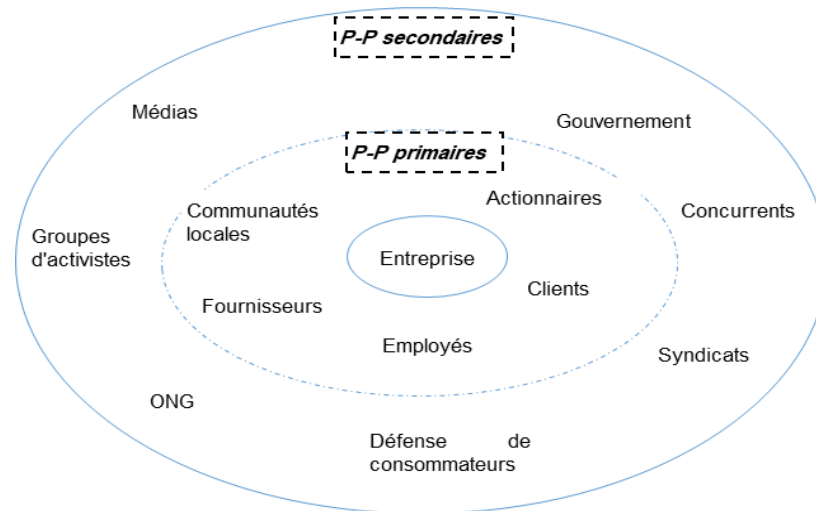 P-P secondaires
Médias
Gouvernement
P-P primaires
Actionnaires
Communautés
locales
Concurrents
Groupes
d'activistes
Entreprise
Clients
Fournisseurs
Employés
Syndicats
ONG
Défense de
consommateurs